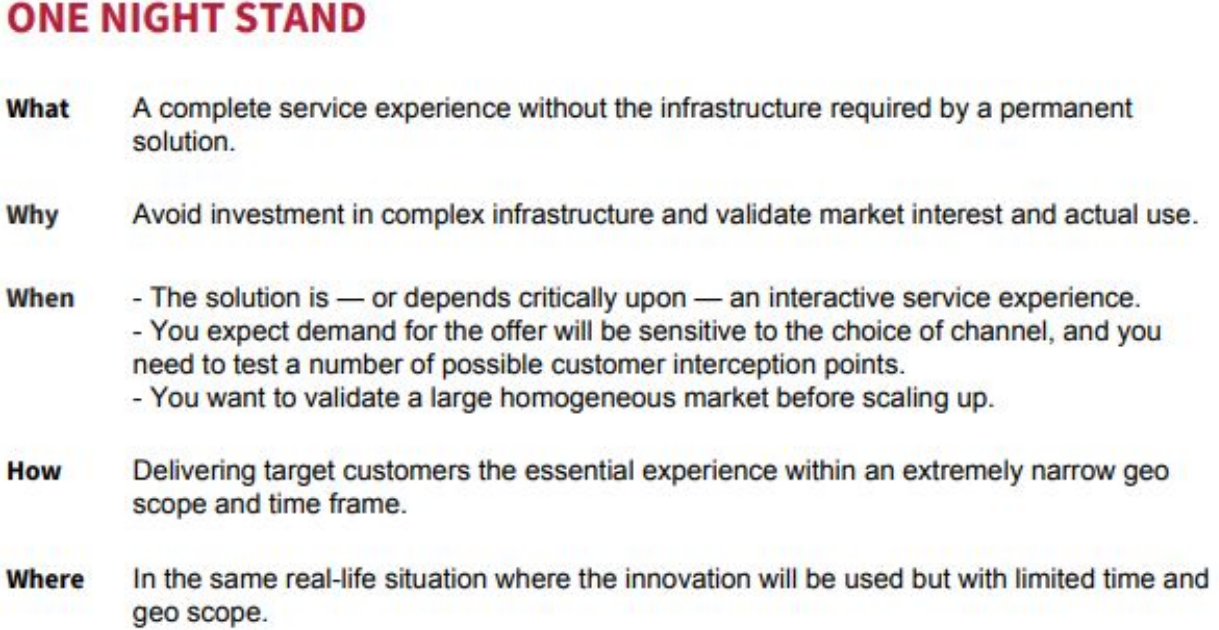 ONE NIGHT STAND
What A complete service experience without the infrastructure required by a permanent
solution.
Why Avoid investment in complex infrastructure and validate market interest and actual use.
When - The solution is — or depends critically upon — an interactive service experience.
- You expect demand for the offer will be sensitive to the choice of channel, and you
need to test a number of possible customer interception points.
- You want to validate a large homogeneous market before scaling up.
How Delivering target customers the essential experience within an extremely narrow geo
scope and time frame.
Where In the same real-life situation where the innovation will be used but with limited time and
geo scope.